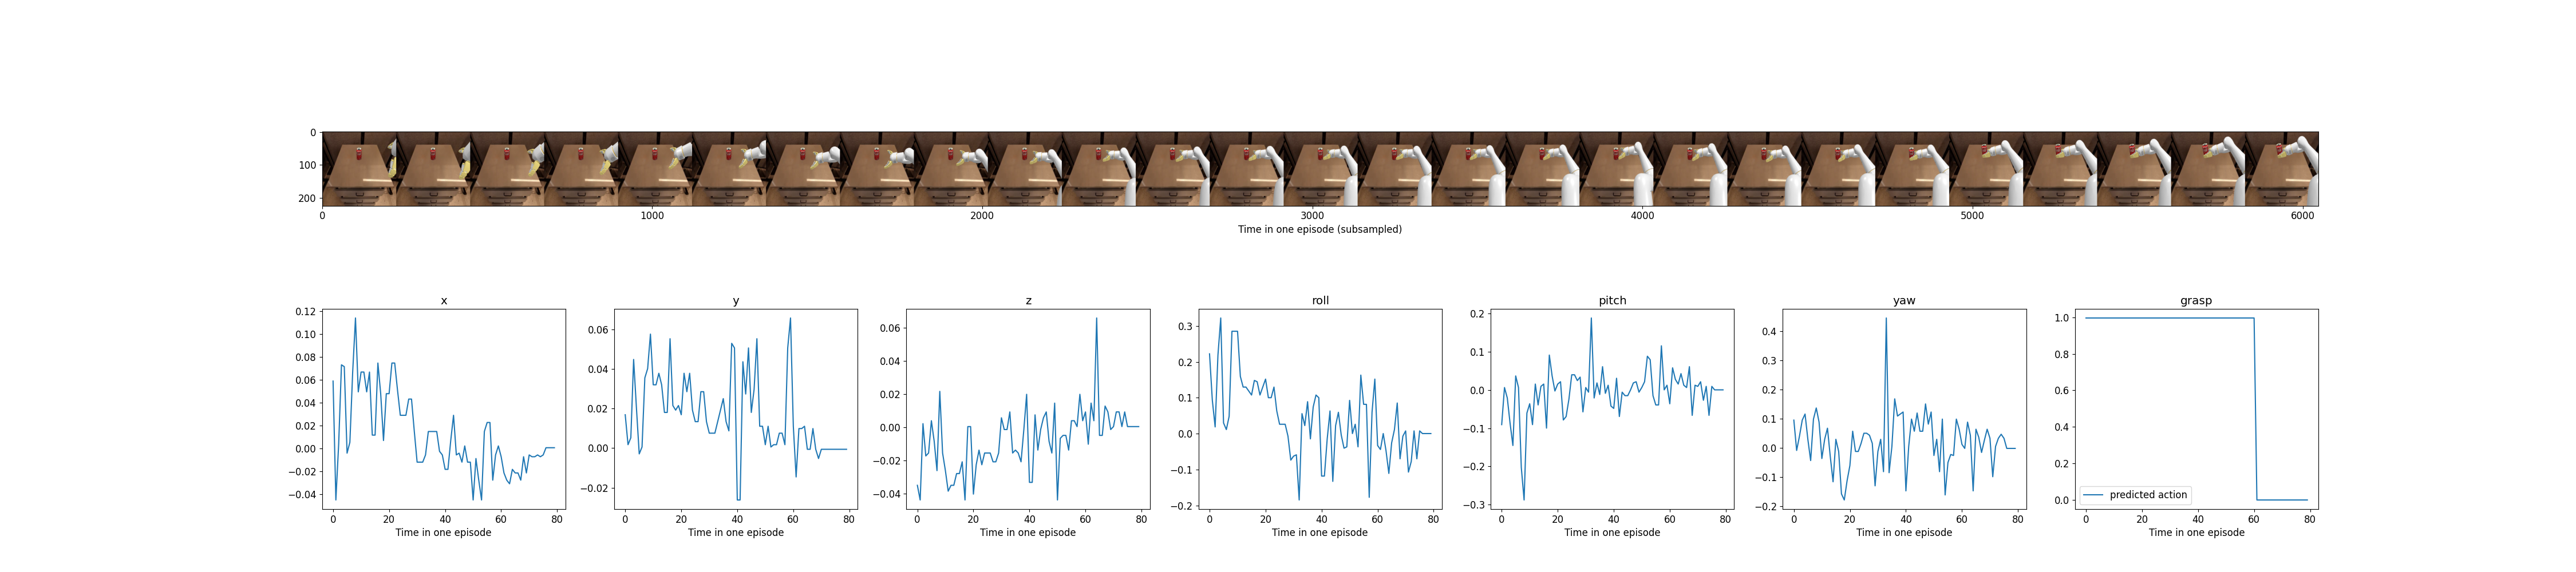 0
100
200
0 1000 2000 3000 4000 5000 6000
Time in one episode (subsampled)
x
0.12
0.10
0.08
0.06
0.04
0.02
0.00
−0.02
−0.04
0 20 40 60 80
Time in one episode
y
0.06
0.04
0.02
0.00
−0.02
0 20 40 60 80
Time in one episode
z
0.06
0.04
0.02
0.00
−0.02
−0.04
0 20 40 60 80
Time in one episode
roll
0.3
0.2
0.1
0.0
−0.1
−0.2
0 20 40 60 80
Time in one episode
pitch
0.2
0.1
0.0
−0.1
−0.2
−0.3
0 20 40 60 80
Time in one episode
yaw
0.4
0.3
0.2
0.1
0.0
−0.1
−0.2
0 20 40 60 80
Time in one episode
grasp
1.0
0.8
0.6
0.4
0.2
0.0
predicted action
0 20 40 60 80
Time in one episode